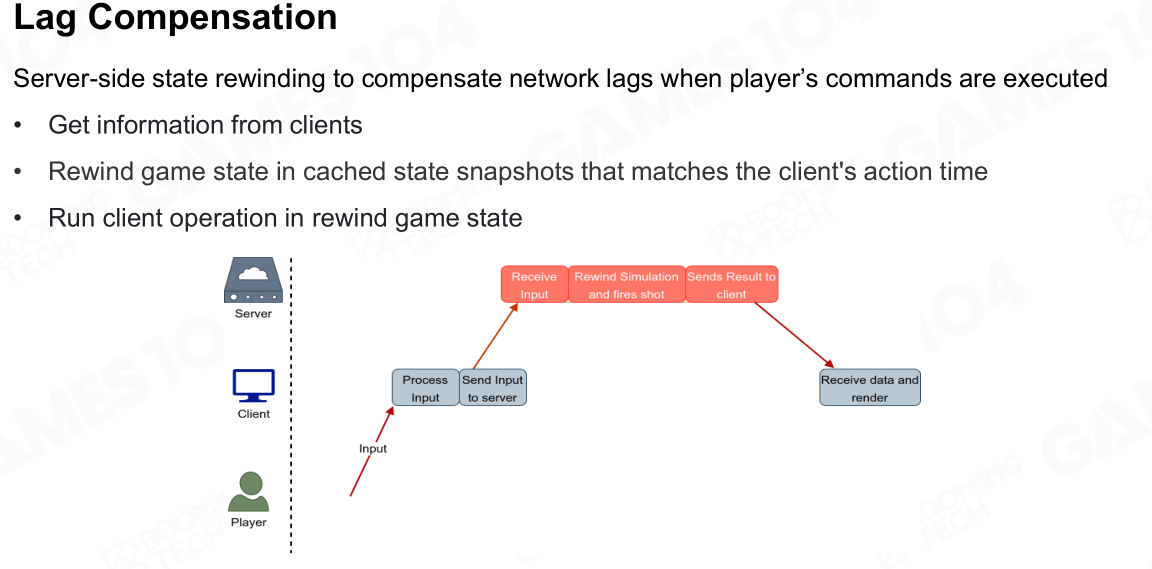 Lag Compensation
Server-side state rewinding to compensate network lags when player’s commands are executed
• Get information from clients
• Rewind game state in cached state snapshots that matches the client's action time
• Run client operation in rewind game state
Server
Receive
Input
Rewind Simulation
and fires shot
Sends Result to
client
Client
Process
Input
Send Input
to server
Receive data and
render
Input
Player
GAMES104
BOOMING
TECH